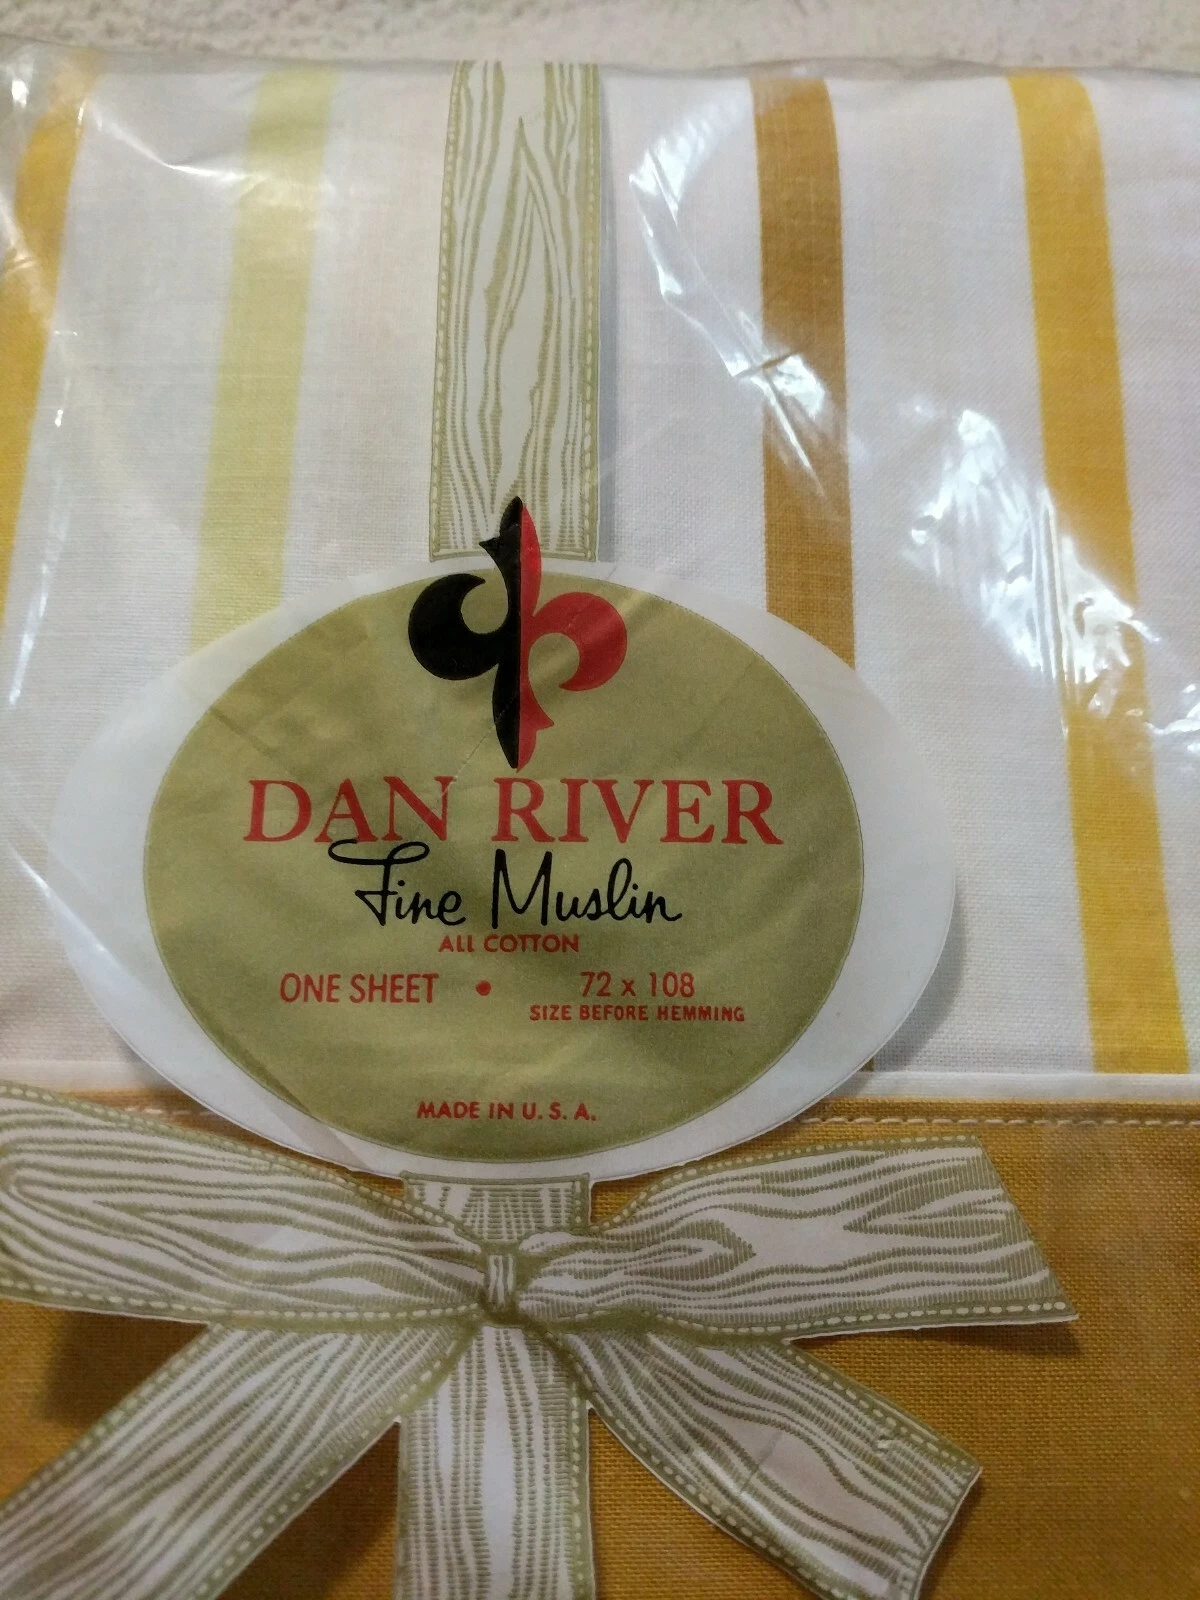 DAN RIVER
Fine Muslin
ALL COTTON
ONE SHEET • 72 x 108
SIZE BEFORE HEMMING
MADE IN U. S. A.